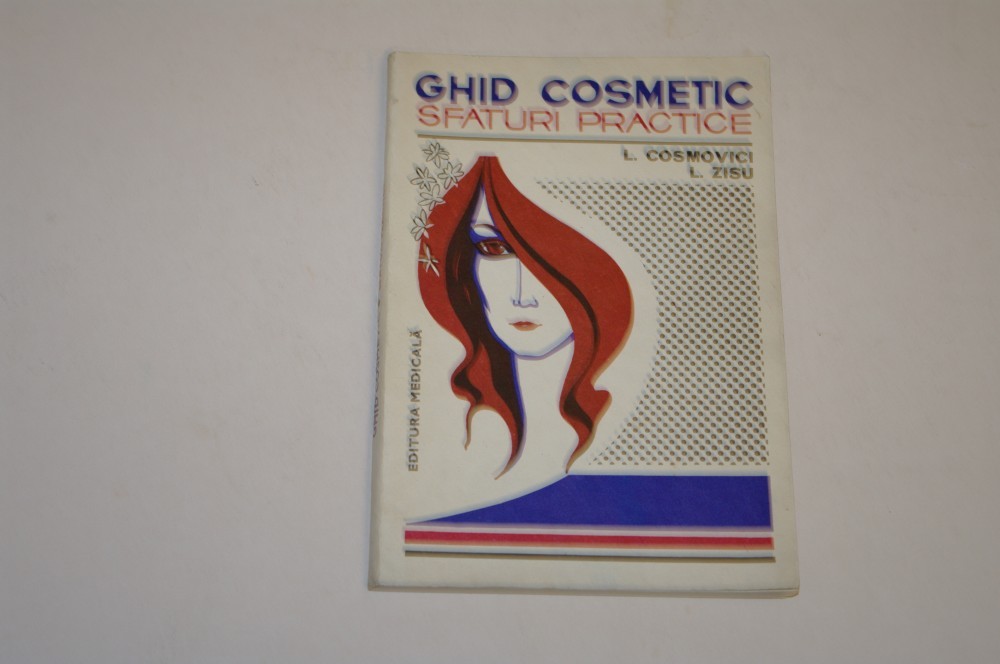 GHID COSMETIC
SFATURI PRACTICE
L. COSMOVICI
L. ZISU
EDITURA MEDICALĂ